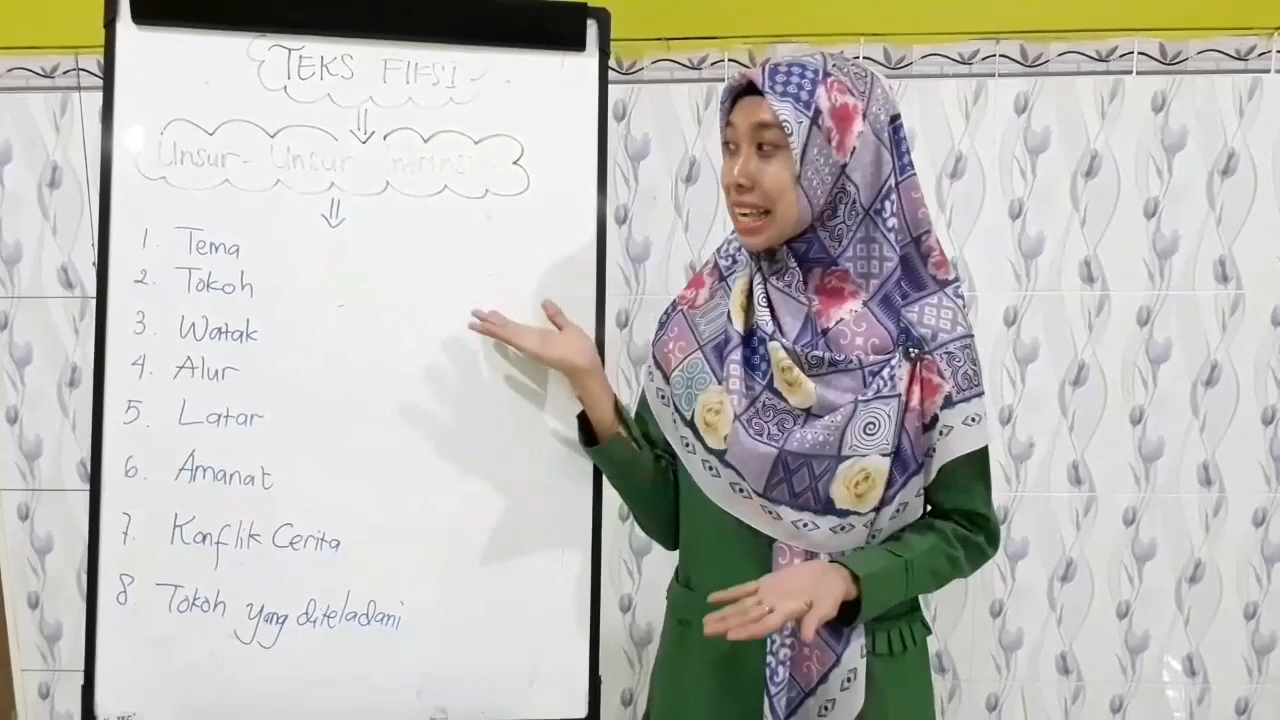 TEKS FIKSI
Unsur-Unsur Intrinsik
1. Tema
2. Tokoh
3. Watak
4. Alur
5. Latar
6. Amanat
7. Konflik Cerita
8. Tokoh yang diteladani